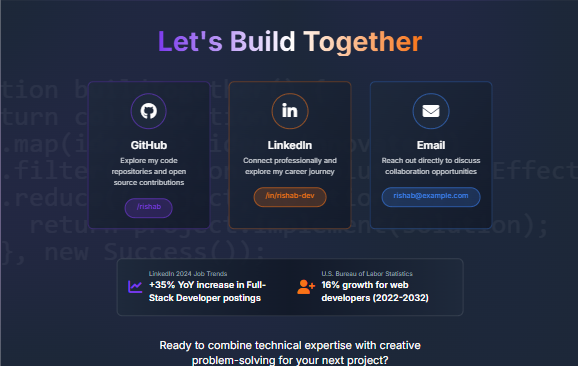 Let's Build Together
GitHub
Explore my code
repositories and open
source contributions
/rishab
LinkedIn
Connect professionally and
explore my career journey
/in/rishab-dev
Email
Reach out directly to discuss
collaboration opportunities
rishab@example.com
LinkedIn 2024 Job Trends
+35% YoY increase in Full-
Stack Developer postings
U.S. Bureau of Labor Statistics
16% growth for web
developers (2022-2032)
Ready to combine technical expertise with creative
problem-solving for your next project?